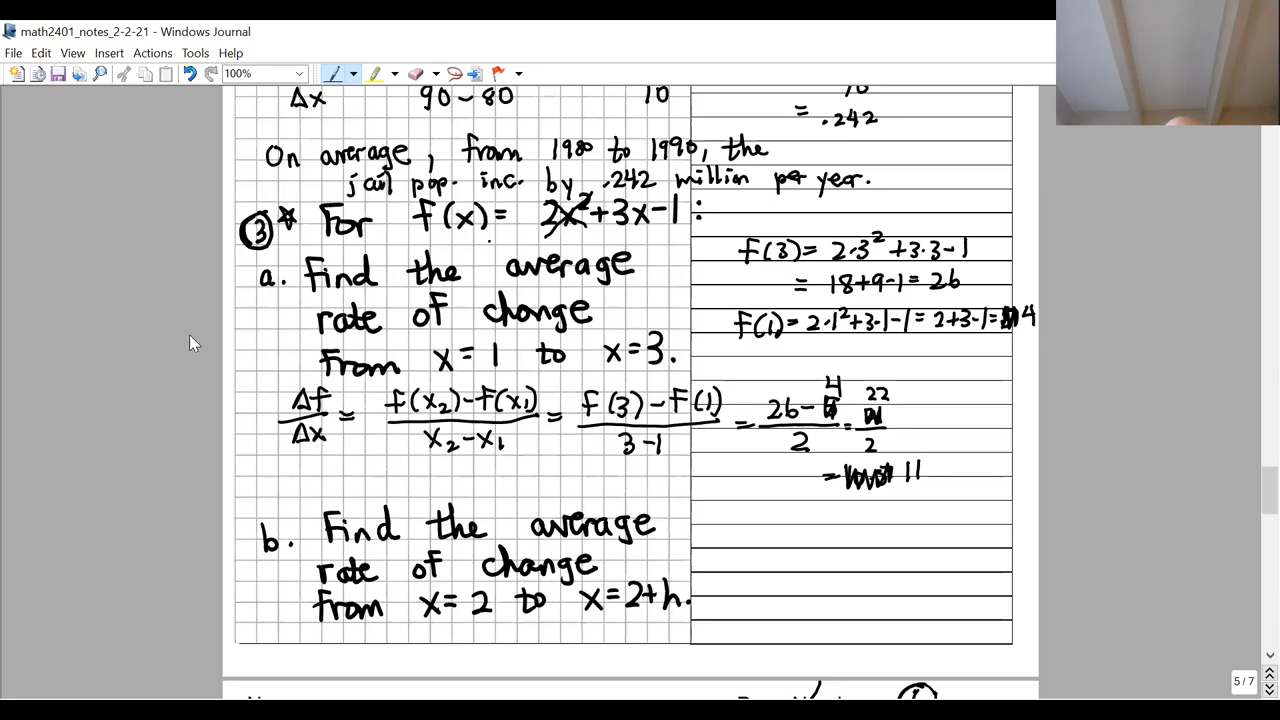 math2401_notes_2-2-21 - Windows Journal
File Edit View Insert Actions Tools Help
100%
Δx 90-80 10
10
= .242
On average, from 1980 to 1990, the
jail pop. inc. by .242 million per year.
③* For f(x) = 2x²+3x-1:
a. Find the average
rate of change
from x=1 to x=3.
f(3) = 2·3²+3·3-1
= 18+9-1=26
f(1)=2·1²+3·1-1=2+3-1=4
Δf/Δx = (f(x₂)-f(x₁))/(x₂-x₁) = (f(3)-f(1))/(3-1) = (26-4)/2 = 22/2
= 11
b. Find the average
rate of change
from x=2 to x=2+h.
5 / 7